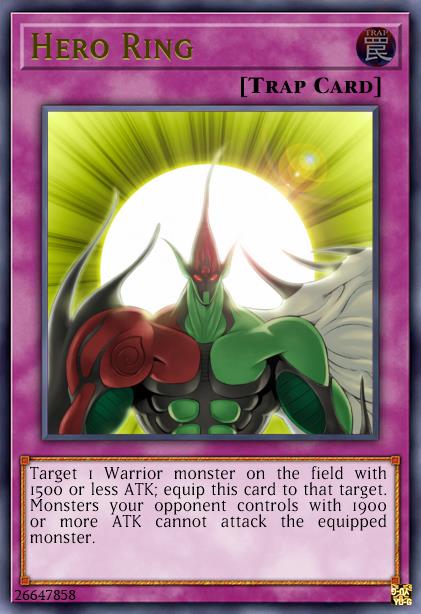 Hero Ring
TRAP
罠
[Trap Card]
Target 1 Warrior monster on the field with
1500 or less ATK; equip this card to that target.
Monsters your opponent controls with 1900
or more ATK cannot attack the equipped
monster.
26647858